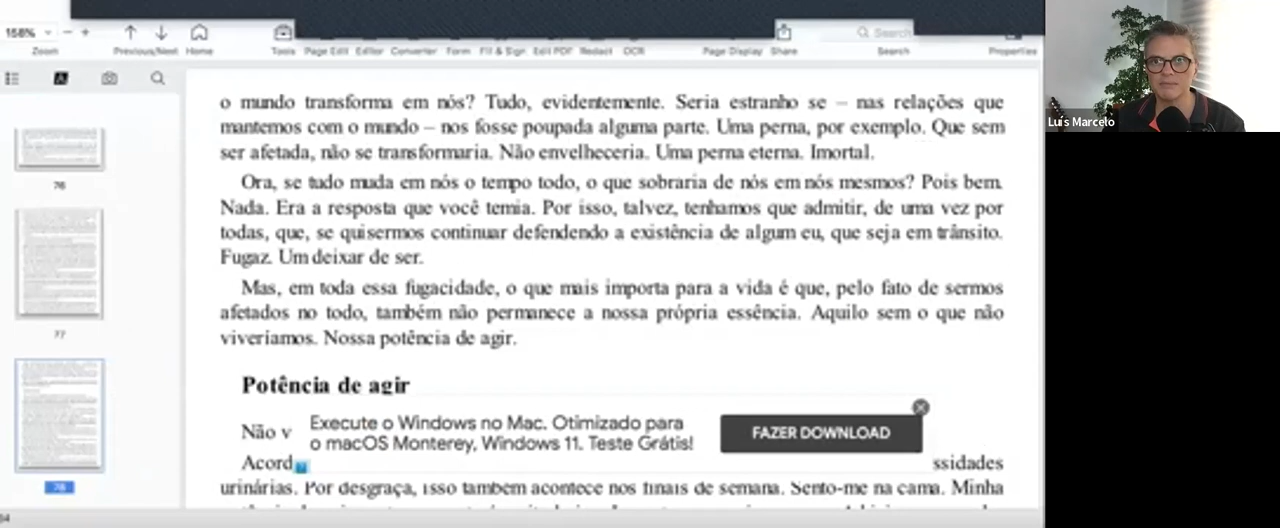 158%
Search
Zoom
Previous/Next
Home
Tools
Page Edit
Editor
Converter
Form
Fill & Sign
Edit PDF
Redact
OCR
Page Display
Share
Search
Properties
o mundo transforma em nós? Tudo, evidentemente. Seria estranho se – nas relações que
mantemos com o mundo – nos fosse poupada alguma parte. Uma perna, por exemplo. Que sem
ser afetada, não se transformaria. Não envelheceria. Uma perna eterna. Imortal.
Ora, se tudo muda em nós o tempo todo, o que sobraria de nós em nós mesmos? Pois bem.
Nada. Era a resposta que você temia. Por isso, talvez, tenhamos que admitir, de uma vez por
todas, que, se quisermos continuar defendendo a existência de algum eu, que seja em trânsito.
Fugaz. Um deixar de ser.
Mas, em toda essa fugacidade, o que mais importa para a vida é que, pelo fato de sermos
afetados no todo, também não permanece a nossa própria essência. Aquilo sem o que não
viveríamos. Nossa potência de agir.
Potência de agir
Não v
Acord
ssidades
urinárias. Por desgraça, isso também acontece nos finais de semana. Sento-me na cama. Minha
Execute o Windows no Mac. Otimizado para
o macOS Monterey, Windows 11. Teste Grátis!
FAZER DOWNLOAD
76
77
78
Luís Marcelo